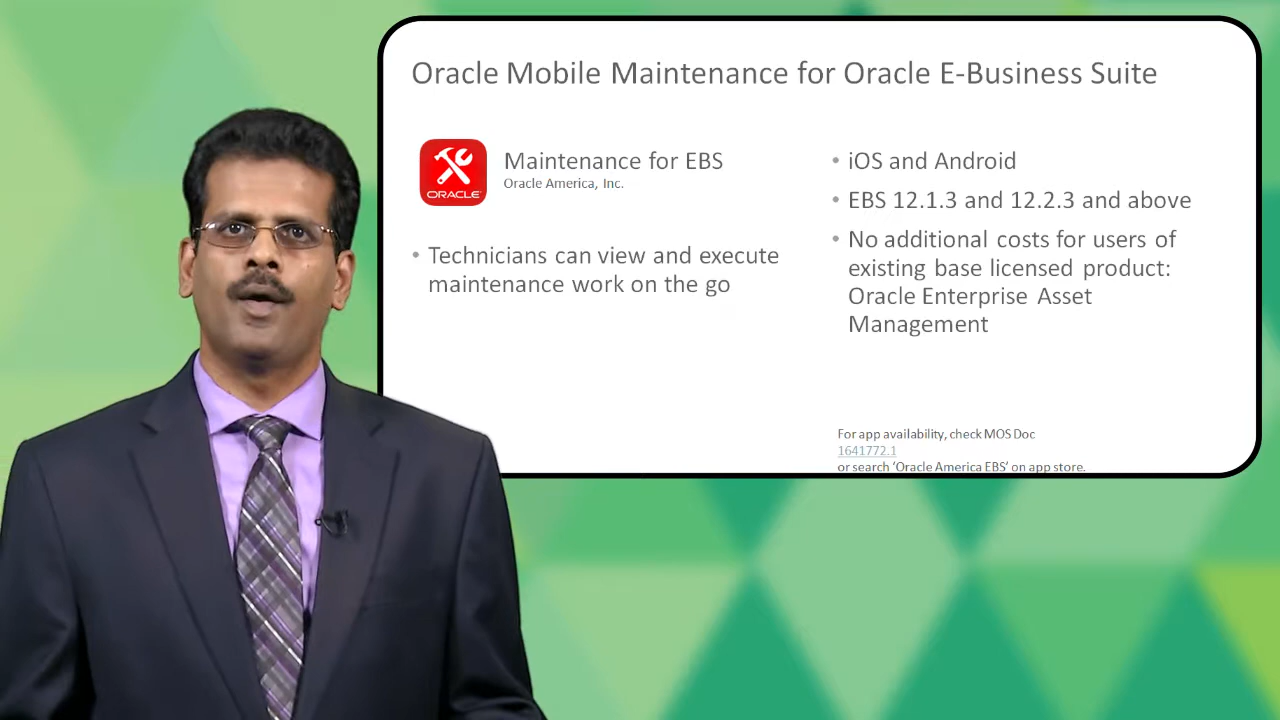 Oracle Mobile Maintenance for Oracle E-Business Suite
ORACLE
Maintenance for EBS
Oracle America, Inc.
• Technicians can view and execute
maintenance work on the go
• iOS and Android
• EBS 12.1.3 and 12.2.3 and above
• No additional costs for users of
existing base licensed product:
Oracle Enterprise Asset
Management
For app availability, check MOS Doc
1641772.1
or search ‘Oracle America EBS’ on app store.